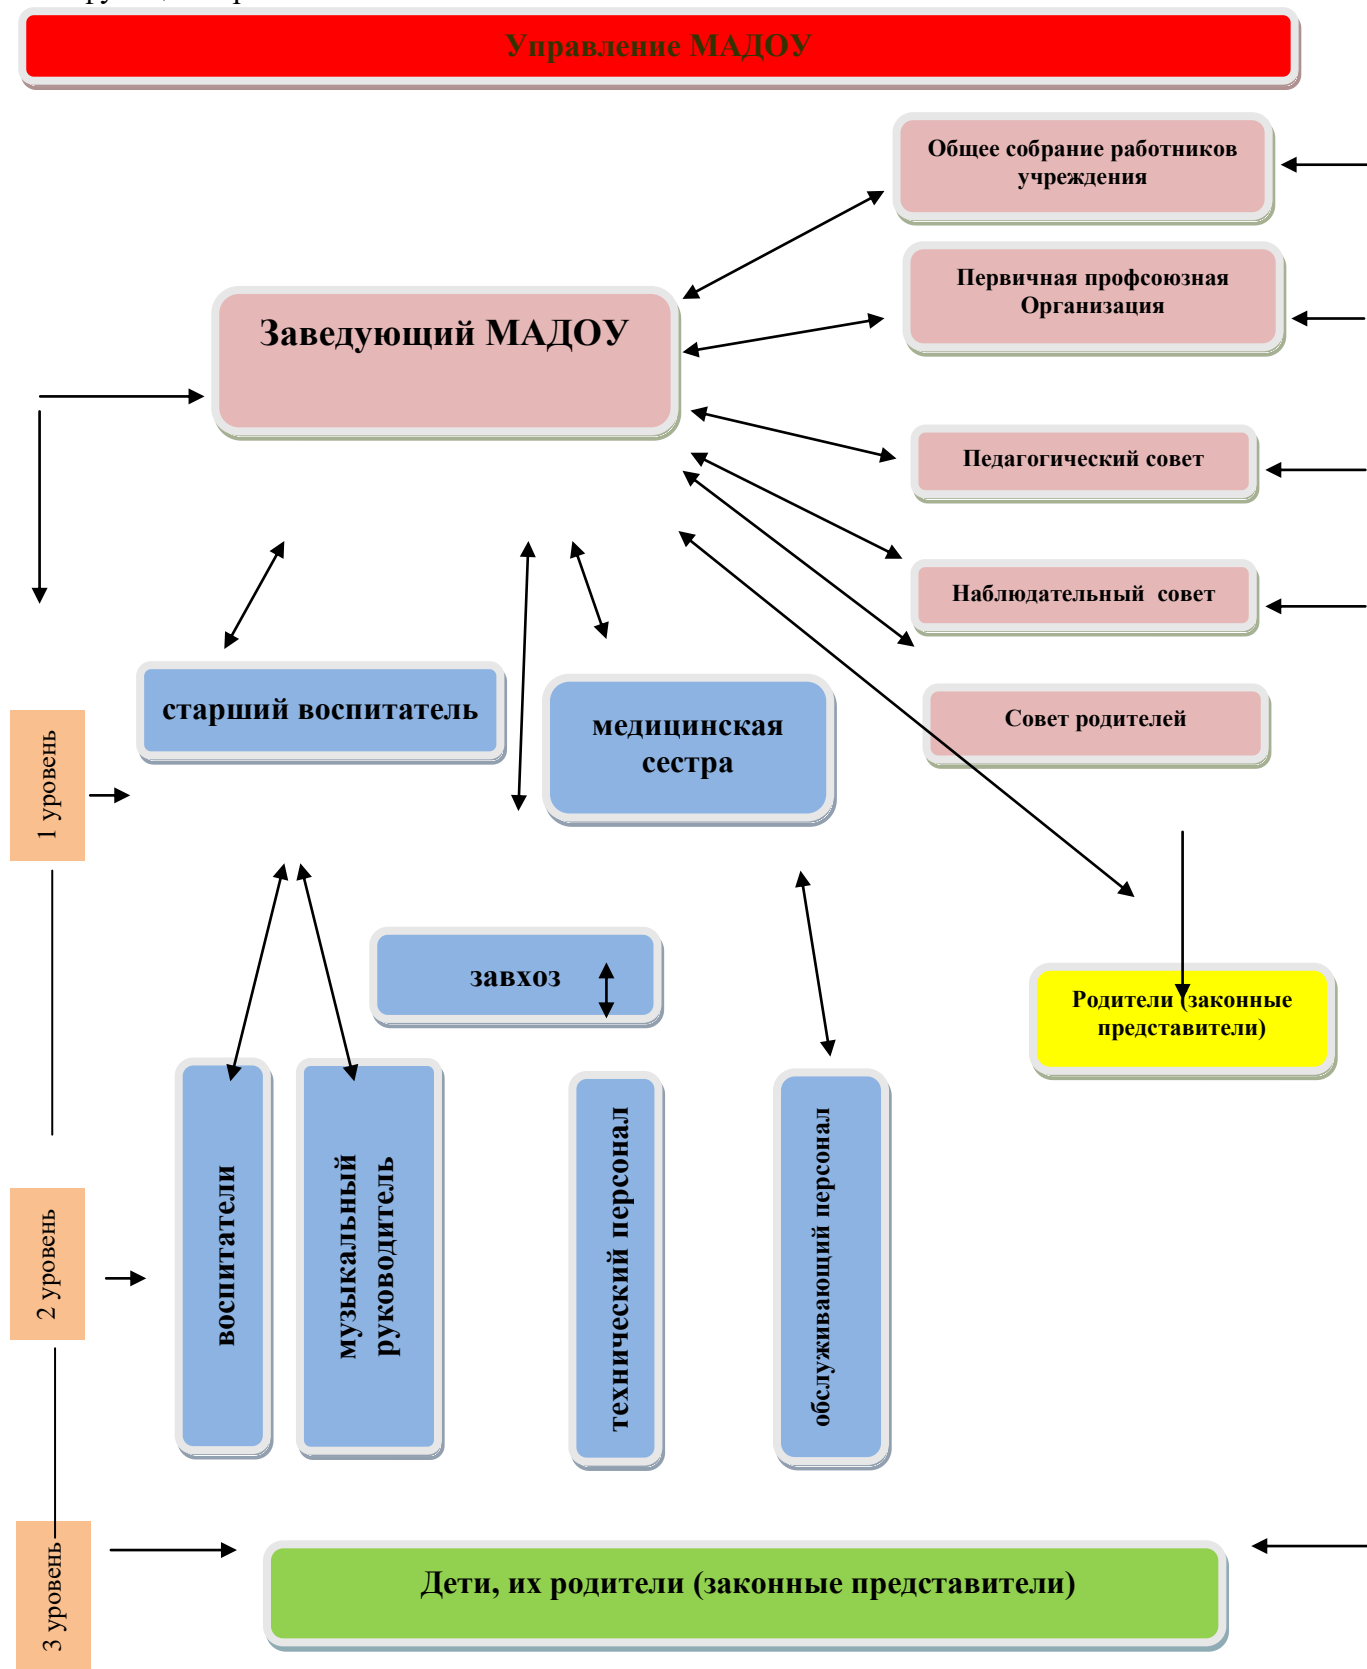 Управление МАДОУ
Общее собрание работников
учреждения
Первичная профсоюзная
Организация
Заведующий МАДОУ
Педагогический совет
Наблюдательный совет
Совет родителей
старший воспитатель
медицинская
сестра
1 уровень
завхоз
Родители (законные
представители)
воспитатели
музыкальный
руководитель
технический персонал
обслуживающий персонал
2 уровень
3 уровень
Дети, их родители (законные представители)